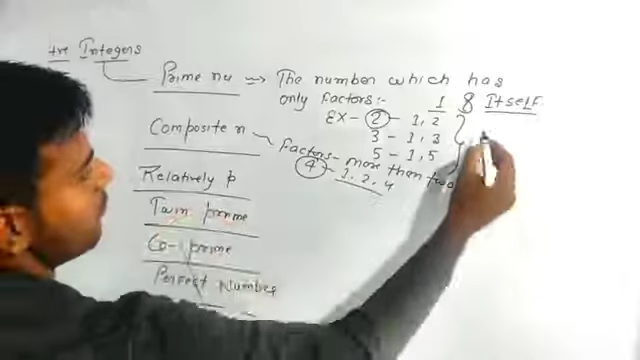 +ve Integers
Prime nu ~> The number which has
only factors:- 1 & Itself.
EX - 2 - 1, 2
3 - 1, 3
5 - 1, 5
Composite n
Factors - more than two
4 - 1, 2, 4
Relatively p
Twin prime
Co-prime
Perfect Number